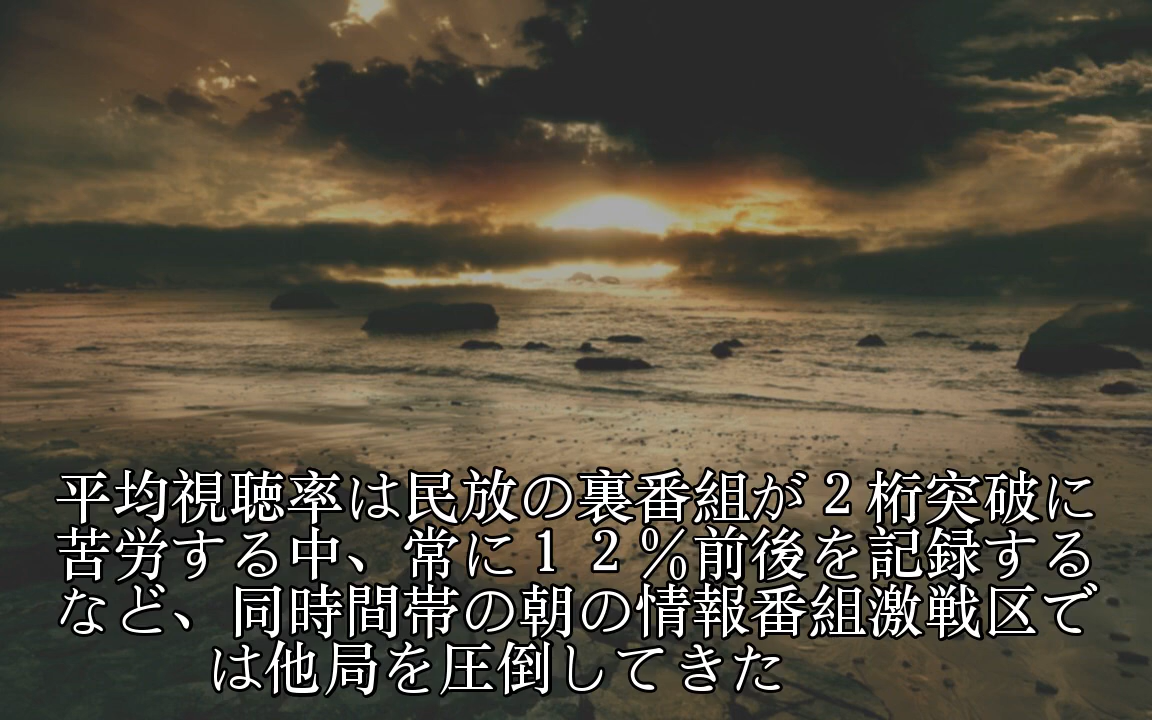 平均視聴率は民放の裏番組が２桁突破に
苦労する中、常に１２％前後を記録する
など、同時間帯の朝の情報番組激戦区で
は他局を圧倒してきた